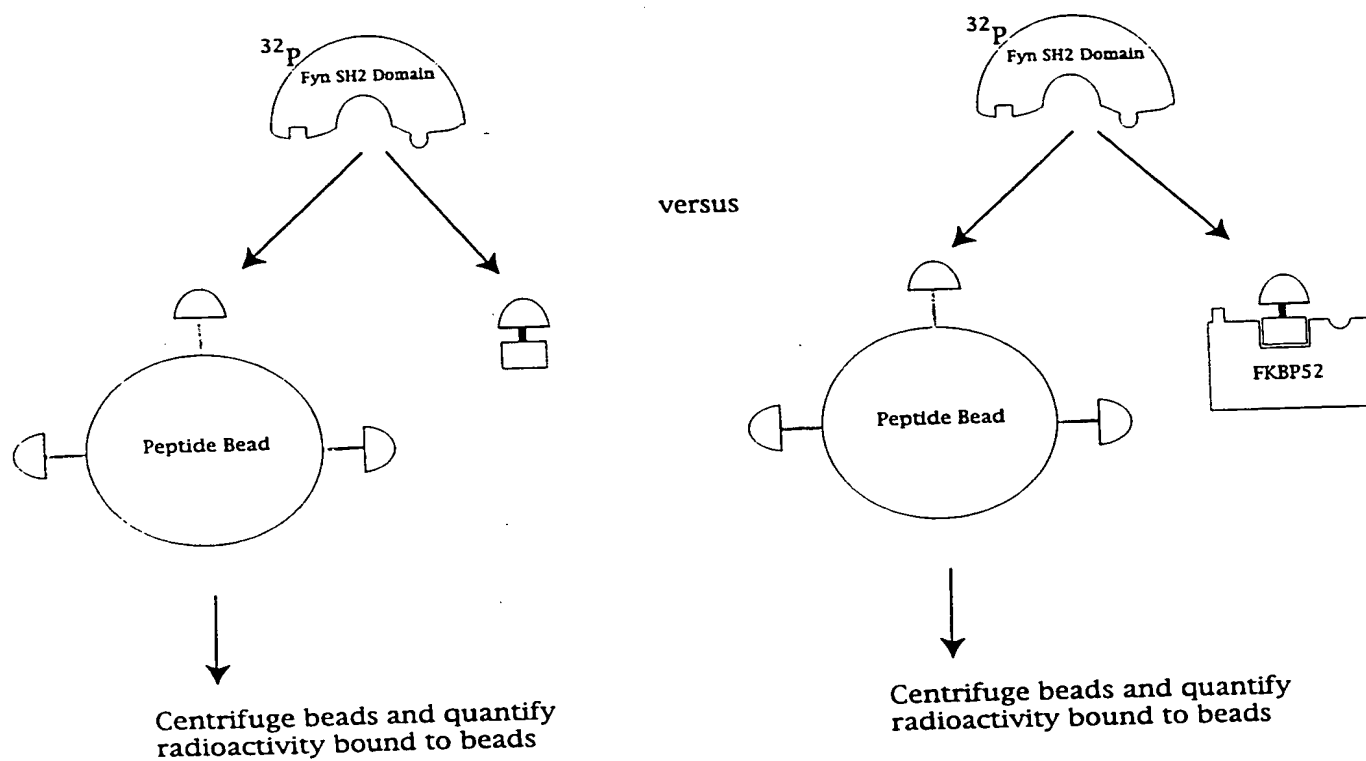 32P
Fyn SH2 Domain
versus
Peptide Bead
Centrifuge beads and quantify
radioactivity bound to beads
32P
Fyn SH2 Domain
FKBP52
Peptide Bead
Centrifuge beads and quantify
radioactivity bound to beads